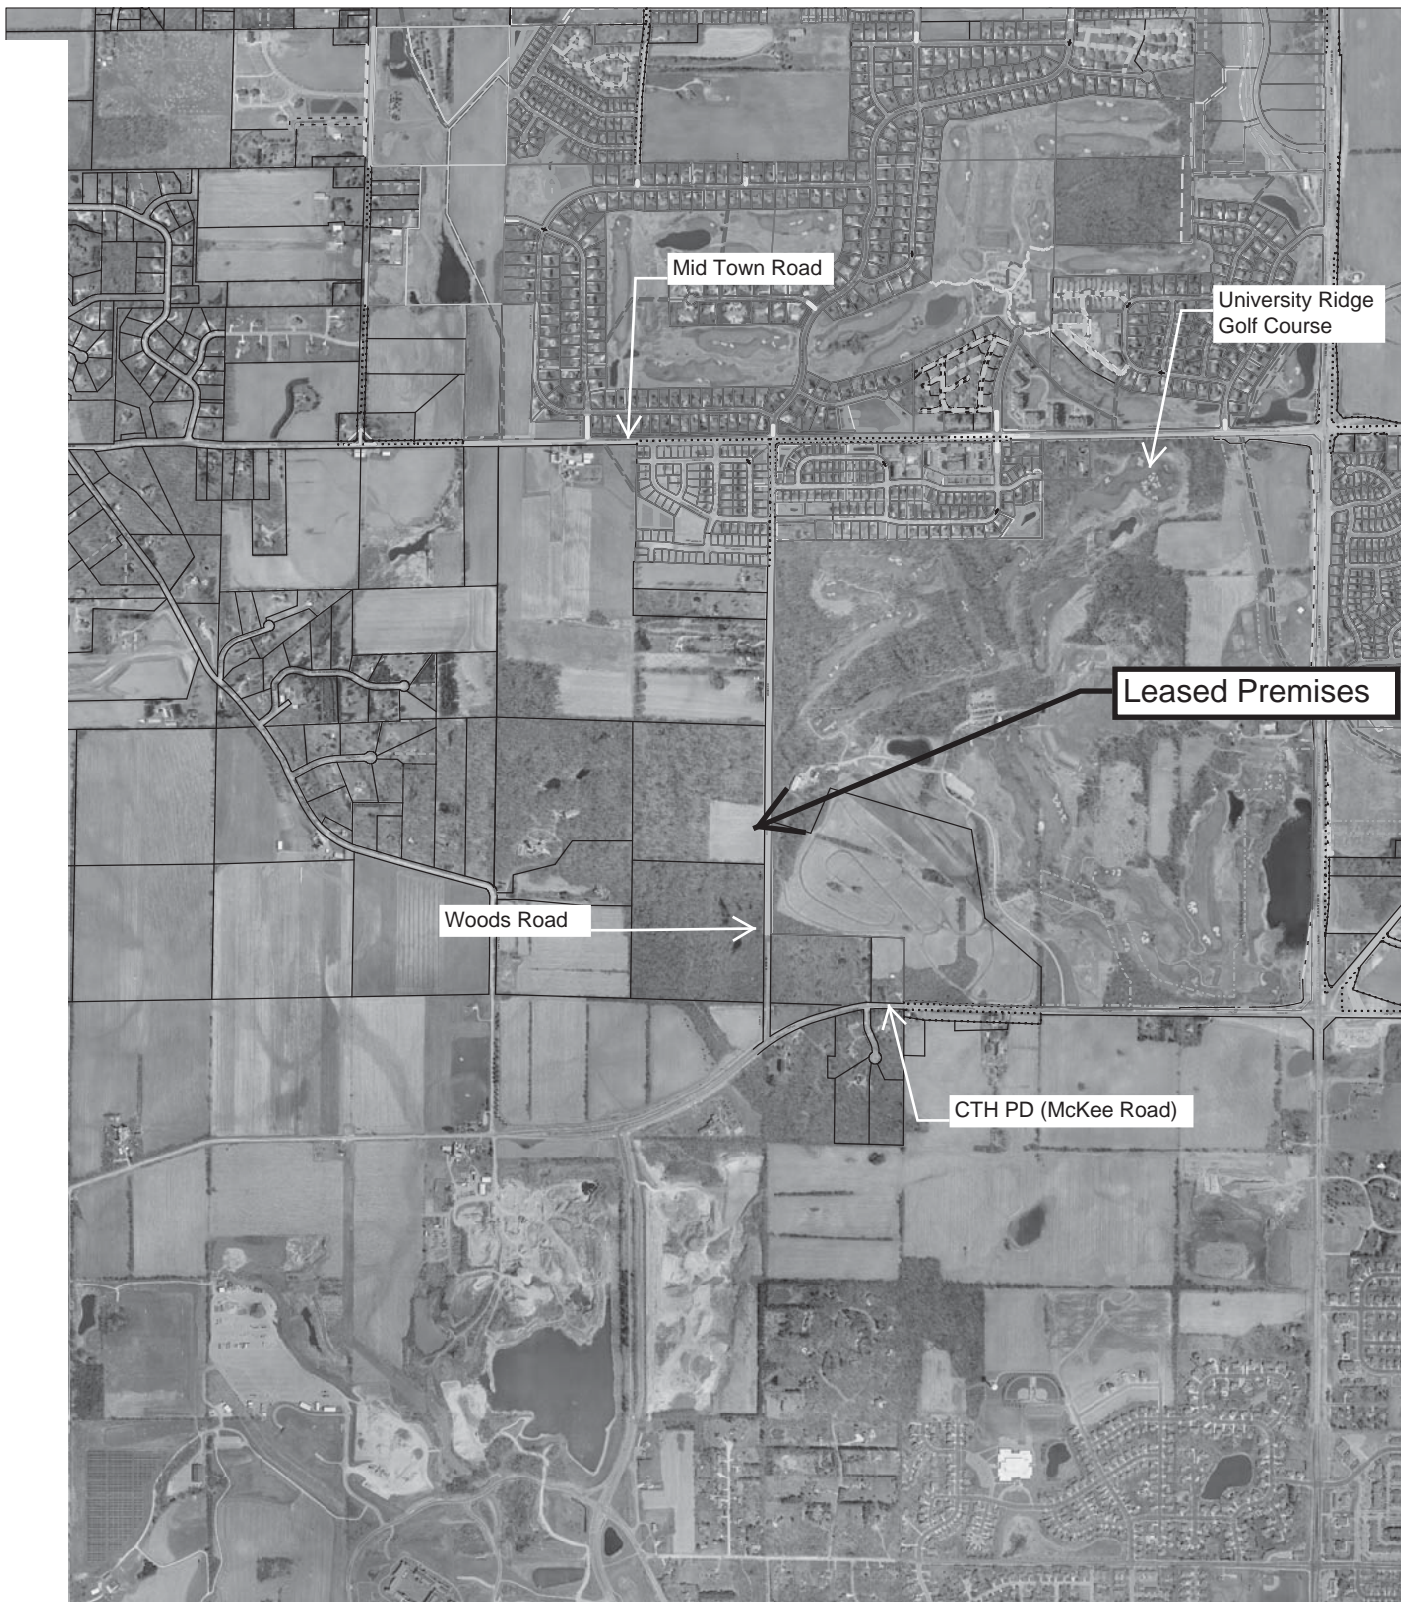 Mid Town Road
University Ridge
Golf Course
Leased Premises
Woods Road
CTH PD (McKee Road)